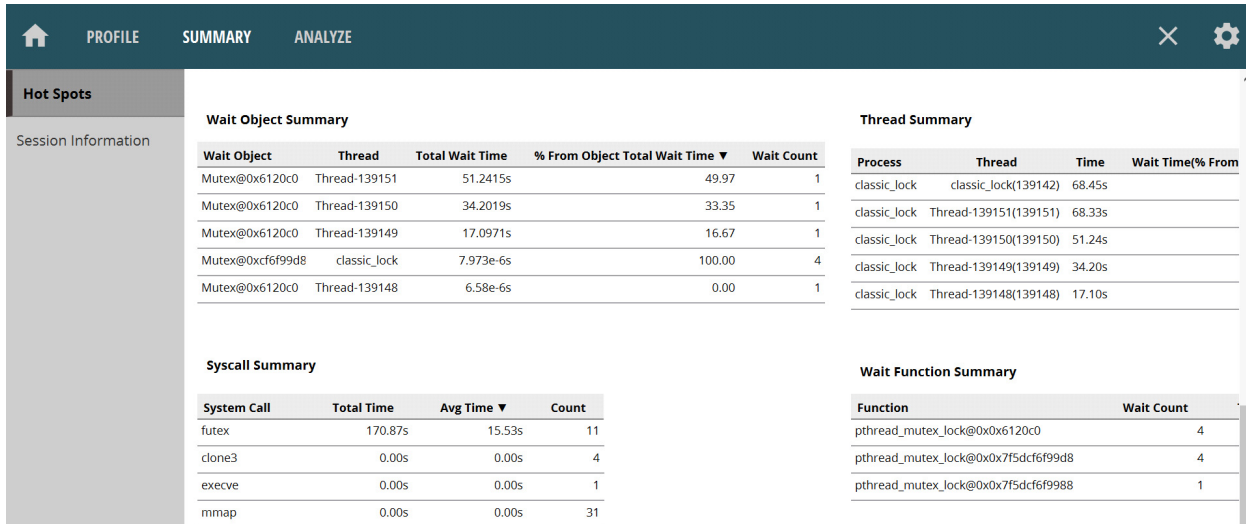 PROFILE SUMMARY ANALYZE
Hot Spots
Session Information
Wait Object Summary
Wait Object Thread Total Wait Time % From Object Total Wait Time ▼ Wait Count
Mutex@0x6120c0 Thread-139151 51.2415s 49.97 1
Mutex@0x6120c0 Thread-139150 34.2019s 33.35 1
Mutex@0x6120c0 Thread-139149 17.0971s 16.67 1
Mutex@0xcf6f99d8 classic_lock 7.973e-6s 100.00 4
Mutex@0x6120c0 Thread-139148 6.58e-6s 0.00 1
Thread Summary
Process Thread Time Wait Time(% From
classic_lock classic_lock(139142) 68.45s
classic_lock Thread-139151(139151) 68.33s
classic_lock Thread-139150(139150) 51.24s
classic_lock Thread-139149(139149) 34.20s
classic_lock Thread-139148(139148) 17.10s
Syscall Summary
System Call Total Time Avg Time ▼ Count
futex 170.87s 15.53s 11
clone3 0.00s 0.00s 4
execve 0.00s 0.00s 1
mmap 0.00s 0.00s 31
Wait Function Summary
Function Wait Count
pthread_mutex_lock@0x0x6120c0 4
pthread_mutex_lock@0x0x7f5dcf6f99d8 4
pthread_mutex_lock@0x0x7f5dcf6f9988 1